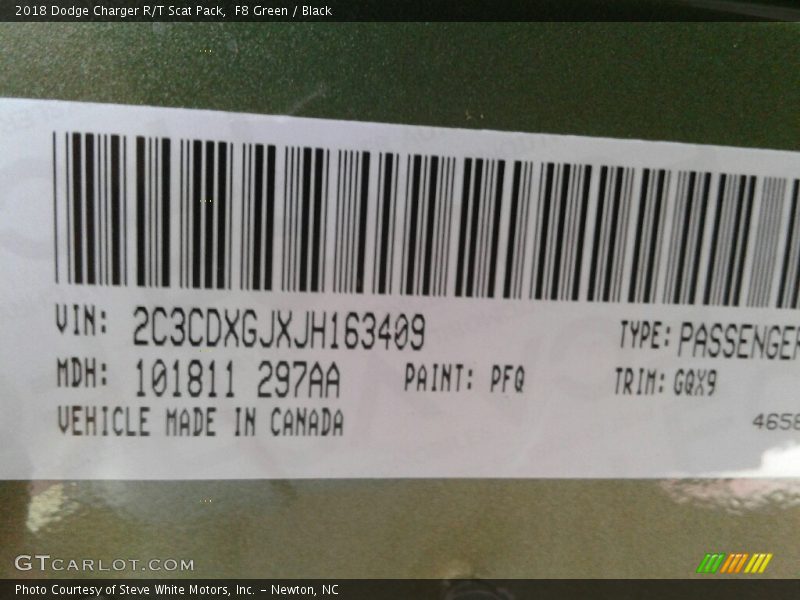 2018 Dodge Charger R/T Scat Pack, F8 Green / Black
VIN: 2C3CDXGJXJH163409 TYPE: PASSENGER
MDH: 101811 297AA PAINT: PFQ TRIM: GQX9
VEHICLE MADE IN CANADA 4658
GTCARLOT.COM
Photo Courtesy of Steve White Motors, Inc. – Newton, NC